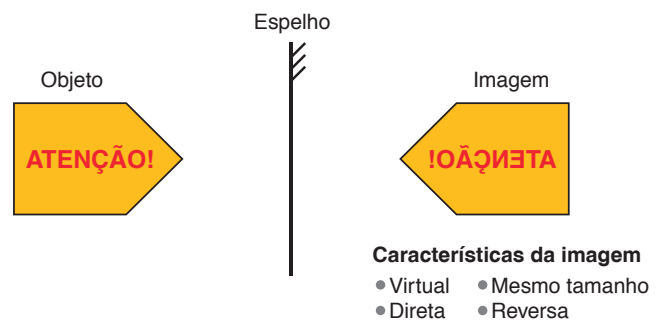 Espelho
Objeto
Imagem
ATENÇÃO!
ATENÇÃO!
Características da imagem
Virtual
Mesmo tamanho
Direta
Reversa